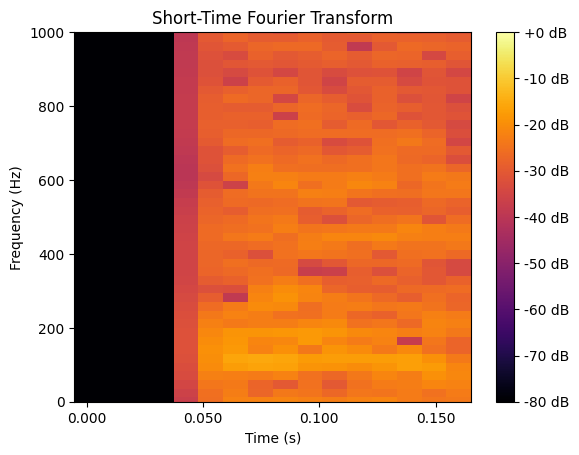 Short-Time Fourier Transform
1000
800
600
400
200
0
Frequency (Hz)
0.000
0.050
0.100
0.150
Time (s)
+0 dB
-10 dB
-20 dB
-30 dB
-40 dB
-50 dB
-60 dB
-70 dB
-80 dB